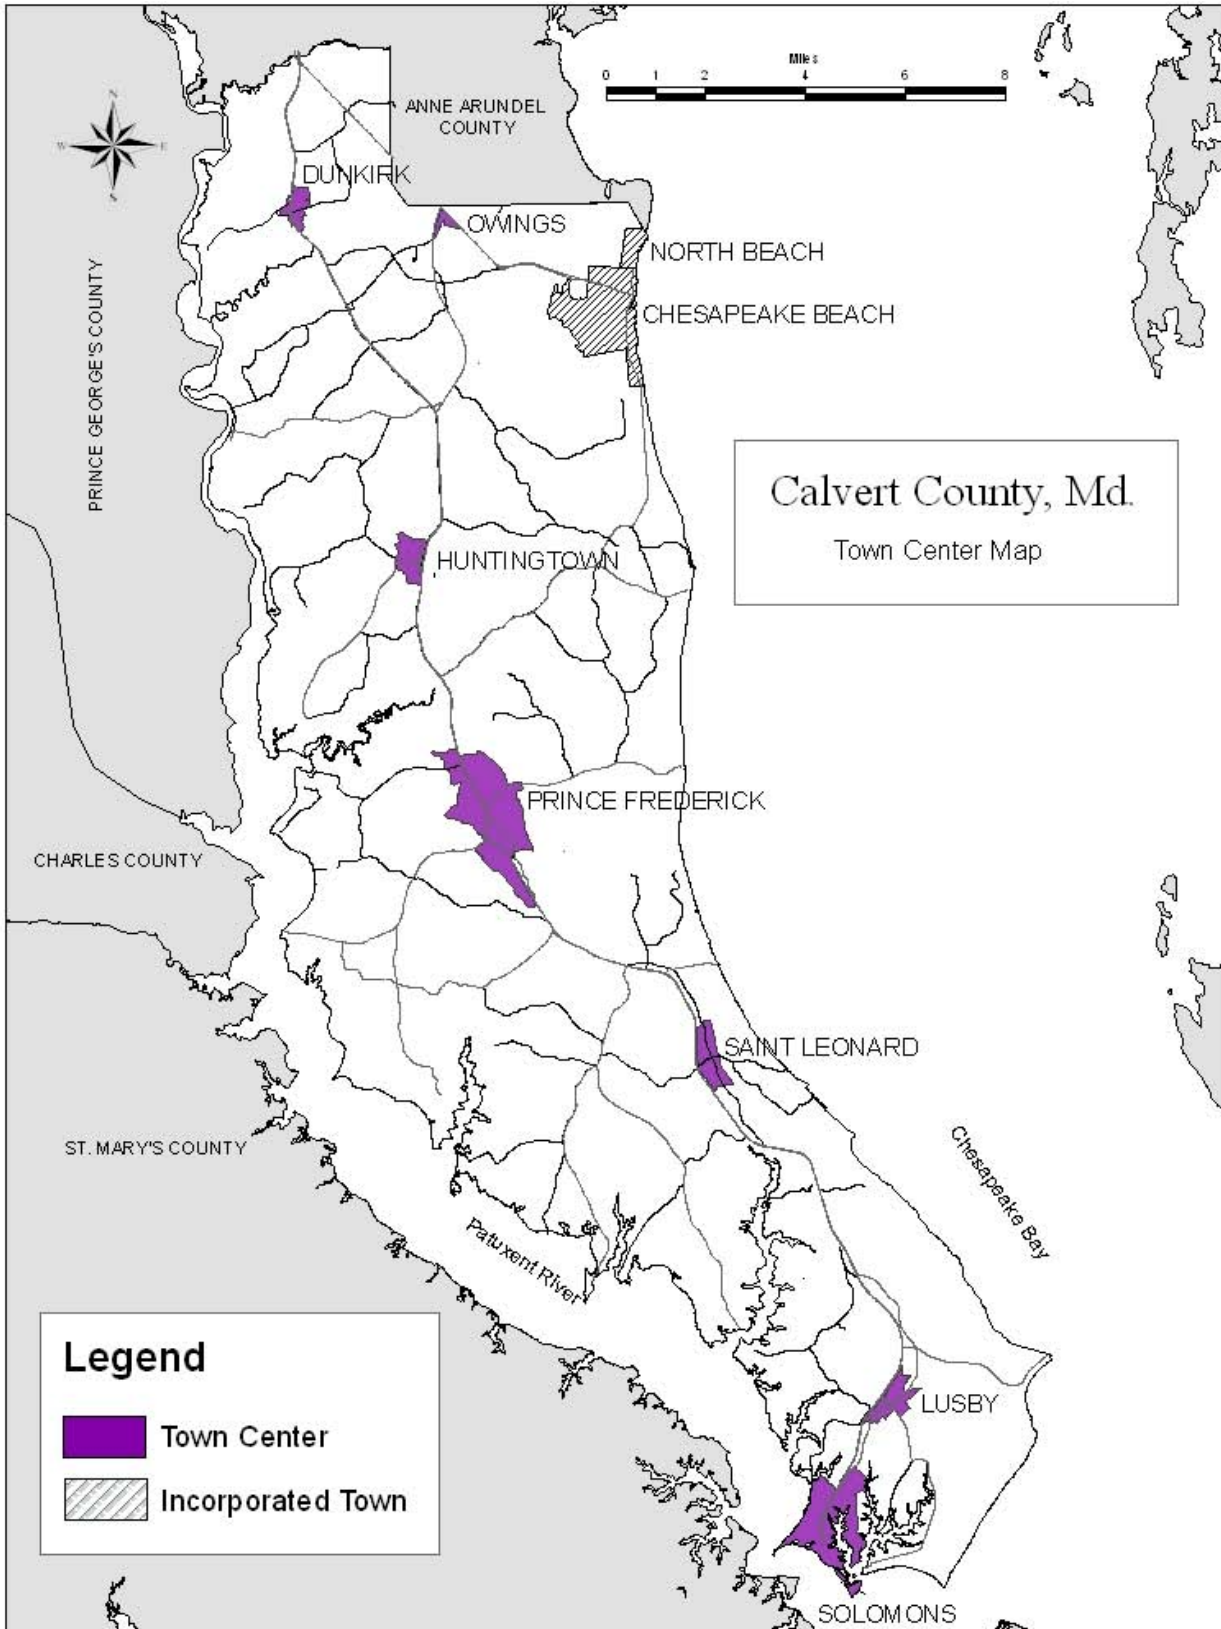 Miles
0 1 2 4 6 8
N
W E
S
ANNE ARUNDEL
COUNTY
DUNKIRK
OWINGS
NORTH BEACH
CHESAPEAKE BEACH
PRINCE GEORGE'S COUNTY
Calvert County, Md.
Town Center Map
HUNTINGTOWN
PRINCE FREDERICK
CHARLES COUNTY
SAINT LEONARD
ST. MARY'S COUNTY
Chesapeake Bay
Patuxent River
Legend
Town Center
Incorporated Town
LUSBY
SOLOMONS